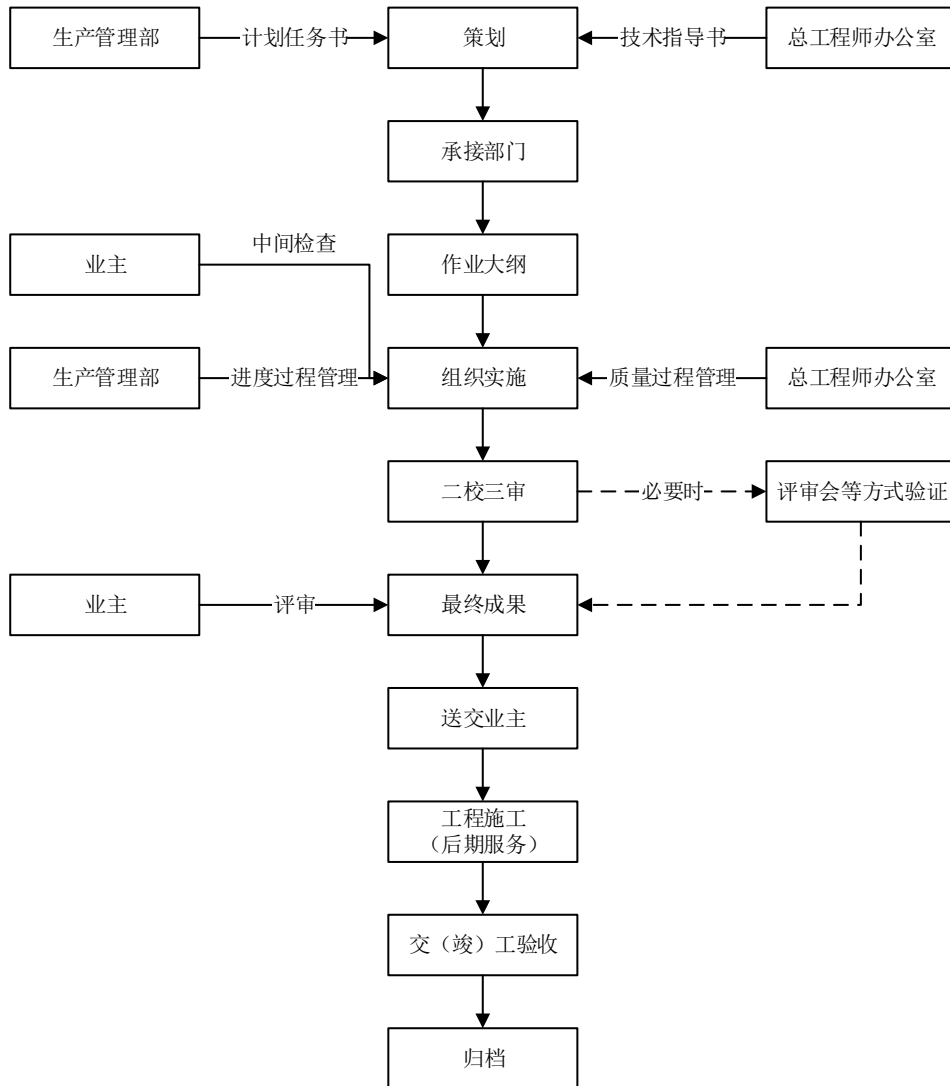 生产管理部
计划任务书
策划
技术指导书
总工程师办公室
承接部门
业主
中间检查
作业大纲
生产管理部
进度过程管理
组织实施
质量过程管理
总工程师办公室
二校三审
必要时
评审会等方式验证
业主
评审
最终成果
送交业主
工程施工
（后期服务）
交（竣）工验收
归档